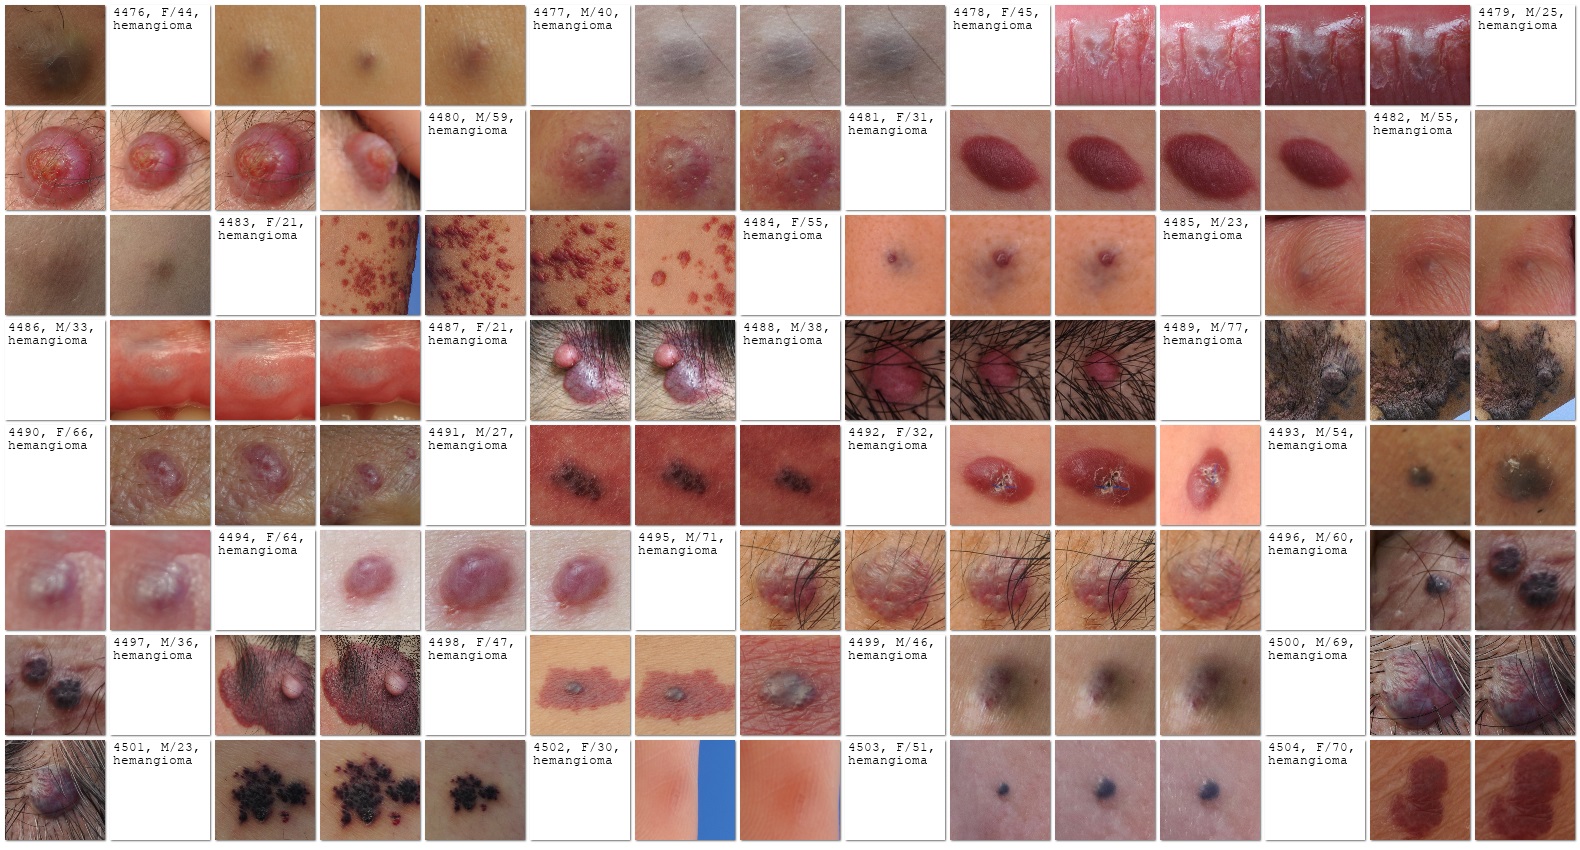 4476, F/44,
hemangioma
4477, M/40,
hemangioma
4478, F/45,
hemangioma
4479, M/25,
hemangioma
4480, M/59,
hemangioma
4481, F/31,
hemangioma
4482, M/55,
hemangioma
4483, F/21,
hemangioma
4484, F/55,
hemangioma
4485, M/23,
hemangioma
4486, M/33,
hemangioma
4487, F/21,
hemangioma
4488, M/38,
hemangioma
4489, M/77,
hemangioma
4490, F/66,
hemangioma
4491, M/27,
hemangioma
4492, F/32,
hemangioma
4493, M/54,
hemangioma
4494, F/64,
hemangioma
4495, M/71,
hemangioma
4496, M/60,
hemangioma
4497, M/36,
hemangioma
4498, F/47,
hemangioma
4499, M/46,
hemangioma
4500, M/69,
hemangioma
4501, M/23,
hemangioma
4502, F/30,
hemangioma
4503, F/51,
hemangioma
4504, F/70,
hemangioma